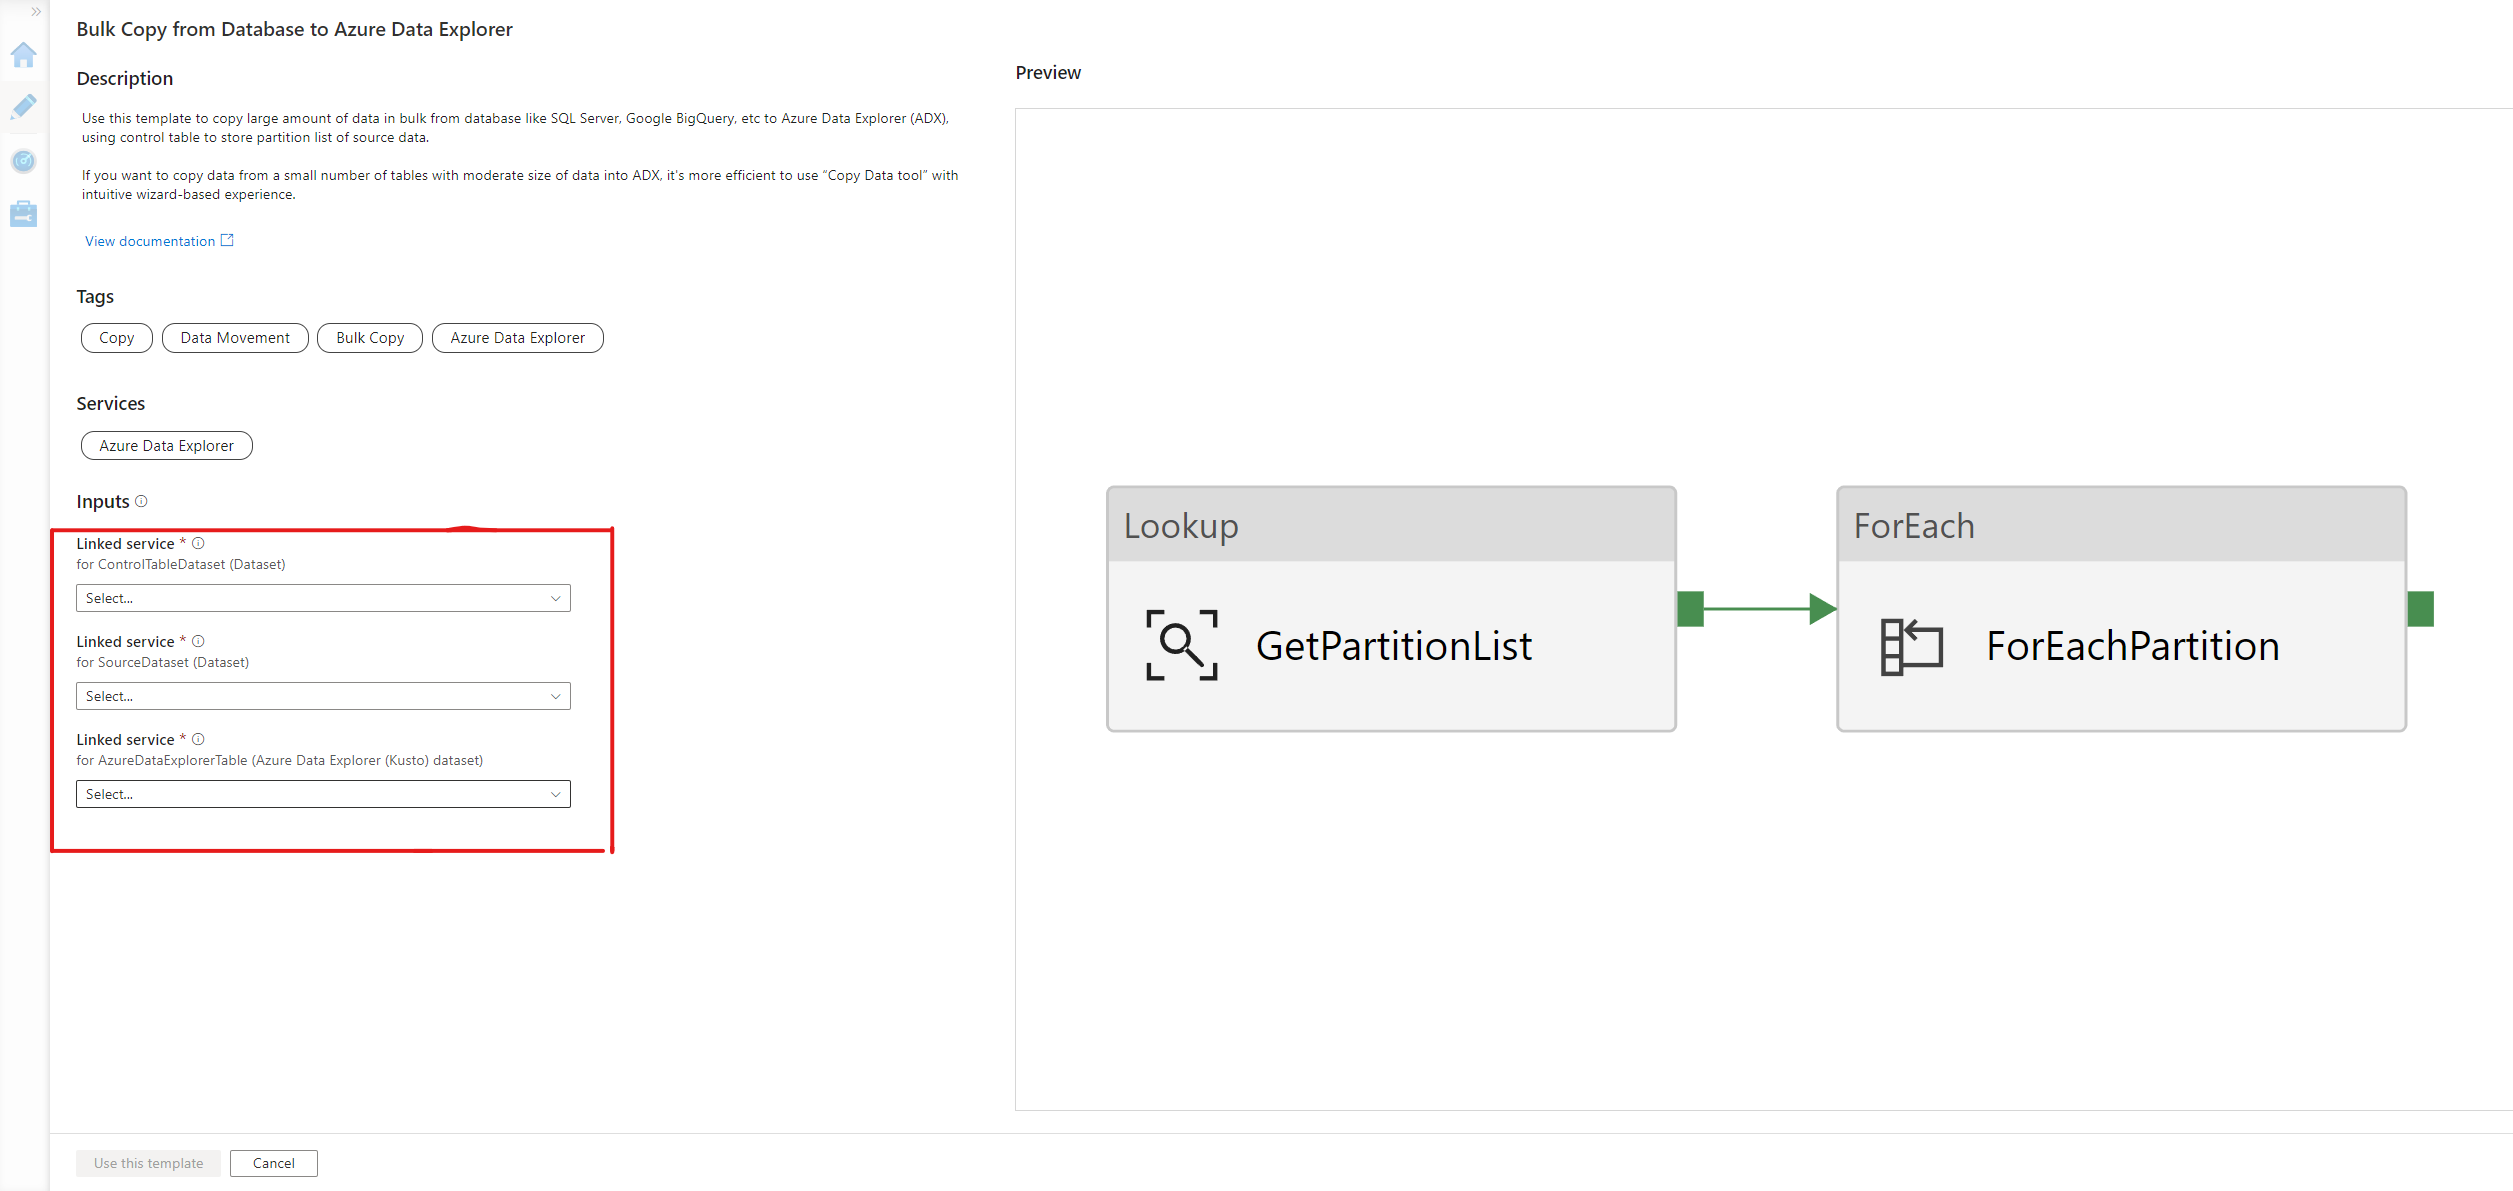 Bulk Copy from Database to Azure Data Explorer
Description
Use this template to copy large amount of data in bulk from database like SQL Server, Google BigQuery, etc to Azure Data Explorer (ADX),
using control table to store partition list of source data.
If you want to copy data from a small number of tables with moderate size of data into ADX, it's more efficient to use “Copy Data tool” with
intuitive wizard-based experience.
View documentation
Tags
Copy
Data Movement
Bulk Copy
Azure Data Explorer
Services
Azure Data Explorer
Inputs
Linked service *
for ControlTableDataset (Dataset)
Select...
Linked service *
for SourceDataset (Dataset)
Select...
Linked service *
for AzureDataExplorerTable (Azure Data Explorer (Kusto) dataset)
Select...
Use this template
Cancel
Preview
Lookup
GetPartitionList
ForEach
ForEachPartition